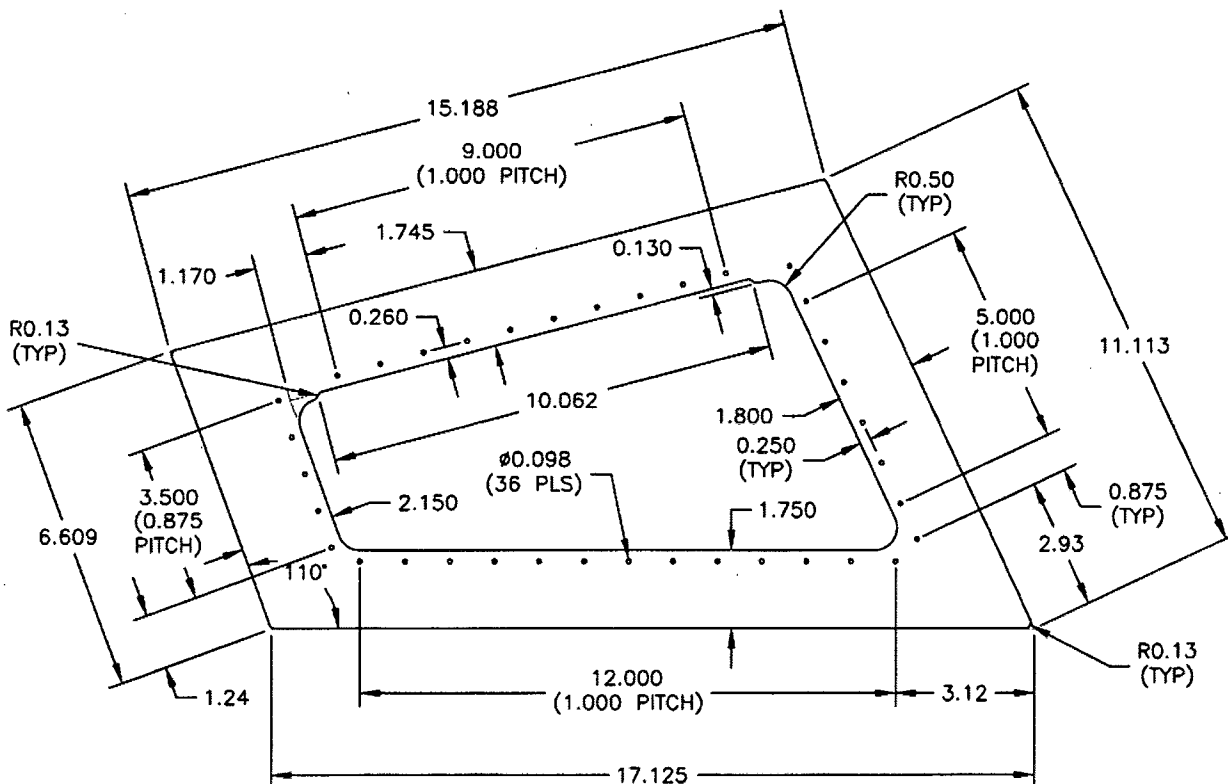 15.188
9.000
(1.000 PITCH)
R0.50
(TYP)
1.745
0.130
1.170
0.260
R0.13
(TYP)
5.000
(1.000
PITCH)
11.113
10.062
1.800
0.250
(TYP)
ø0.098
(36 PLS)
3.500
(0.875
PITCH)
2.150
1.750
0.875
(TYP)
6.609
2.93
110°
R0.13
(TYP)
1.24
12.000
(1.000 PITCH)
3.12
17.125